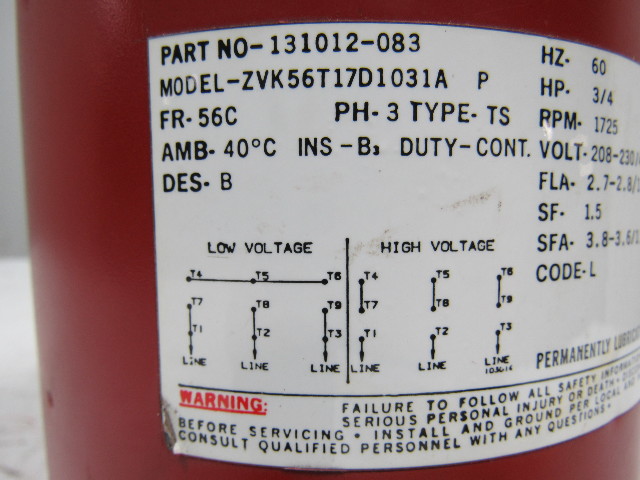 PART NO-131012-083
MODEL-ZVK56T17D1031A P
FR-56C PH-3 TYPE-TS
AMB-40°C INS-B3 DUTY-CONT.
DES-B
HZ- 60
HP- 3/4
RPM- 1725
VOLT-208-230/
FLA- 2.7-2.8/
SF- 1.5
SFA- 3.8-3.6/
CODE-L
LOW VOLTAGE HIGH VOLTAGE
T4 T5 T6 T4 T5 T6
T7 T8 T9 T7 T8 T9
T1 T2 T3 T1 T2 T3
LINE LINE LINE LINE LINE LINE
PERMANENTLY
WARNING:
FAILURE TO FOLLOW ALL SAFETY
SERIOUS PERSONAL INJURY OR DEATH
BEFORE SERVICING • INSTALL AND GROUND PER LOCAL AND
CONSULT QUALIFIED PERSONNEL WITH ANY QUESTIONS